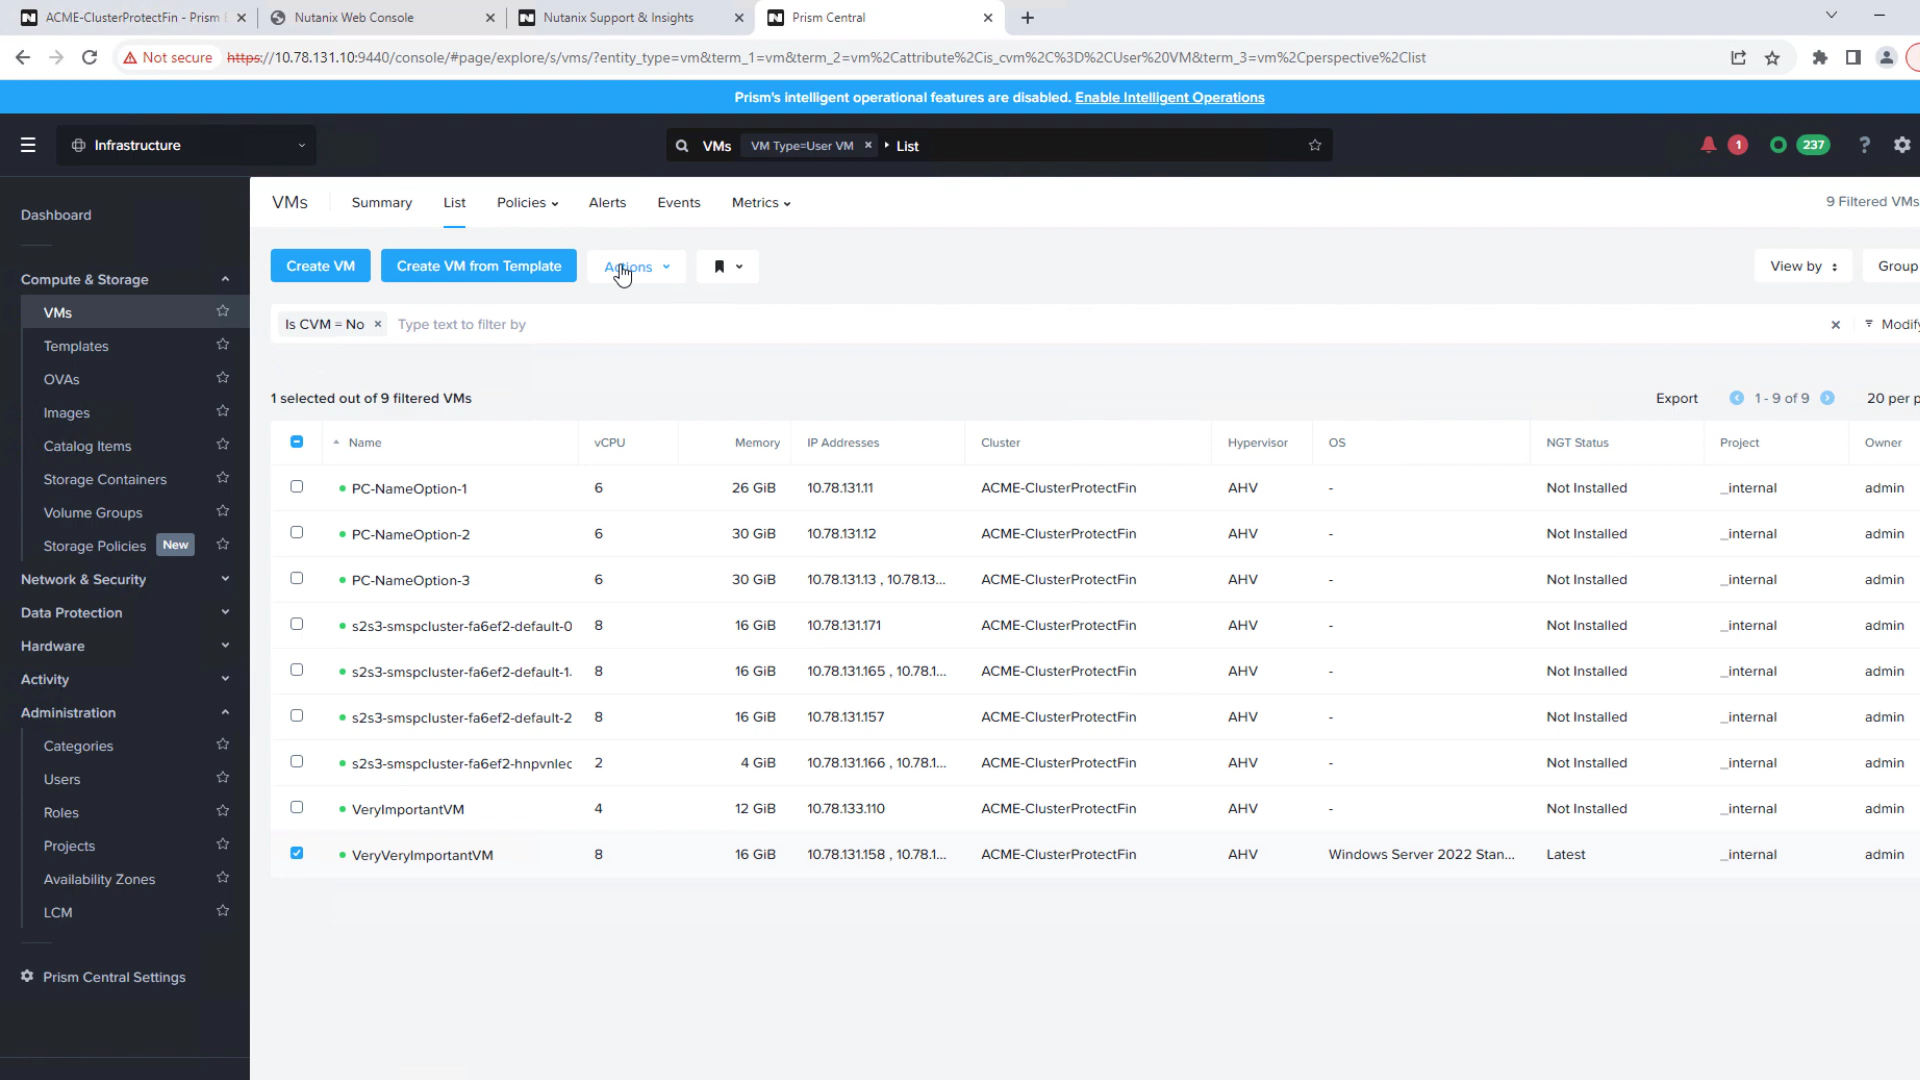 ACME-ClusterProtectFin - Prism
Nutanix Web Console
Nutanix Support & Insights
Prism Central
Not secure
https://10.78.131.10:9440/console/#page/explore/s/vms/?entity_type=vm&term_1=vm&term_2=vm%2Cattribute%2Cis_cvm%2C%3D%2CUser%20VM&term_3=vm%2Cperspective%2Clist
Prism's intelligent operational features are disabled. Enable Intelligent Operations
Infrastructure
VMs VM Type=User VM × List
1 237 ?
Dashboard
Compute & Storage
VMs
Templates
OVAs
Images
Catalog Items
Storage Containers
Volume Groups
Storage Policies New
Network & Security
Data Protection
Hardware
Activity
Administration
Categories
Users
Roles
Projects
Availability Zones
LCM
Prism Central Settings
VMs Summary List Policies Alerts Events Metrics 9 Filtered VMs
Create VM Create VM from Template Actions View by Group
Is CVM = No × Type text to filter by × Modify
1 selected out of 9 filtered VMs Export 1 - 9 of 9 20 per p
Name vCPU Memory IP Addresses Cluster Hypervisor OS NGT Status Project Owner
PC-NameOption-1 6 26 GiB 10.78.131.11 ACME-ClusterProtectFin AHV - Not Installed _internal admin
PC-NameOption-2 6 30 GiB 10.78.131.12 ACME-ClusterProtectFin AHV - Not Installed _internal admin
PC-NameOption-3 6 30 GiB 10.78.131.13 , 10.78.13... ACME-ClusterProtectFin AHV - Not Installed _internal admin
s2s3-smspcluster-fa6ef2-default-0 8 16 GiB 10.78.131.171 ACME-ClusterProtectFin AHV - Not Installed _internal admin
s2s3-smspcluster-fa6ef2-default-1. 8 16 GiB 10.78.131.165 , 10.78.1... ACME-ClusterProtectFin AHV - Not Installed _internal admin
s2s3-smspcluster-fa6ef2-default-2 8 16 GiB 10.78.131.157 ACME-ClusterProtectFin AHV - Not Installed _internal admin
s2s3-smspcluster-fa6ef2-hnpvnlec 2 4 GiB 10.78.131.166 , 10.78.1... ACME-ClusterProtectFin AHV - Not Installed _internal admin
VeryImportantVM 4 12 GiB 10.78.133.110 ACME-ClusterProtectFin AHV - Not Installed _internal admin
VeryVeryImportantVM 8 16 GiB 10.78.131.158 , 10.78.1... ACME-ClusterProtectFin AHV Windows Server 2022 Stan... Latest _internal admin